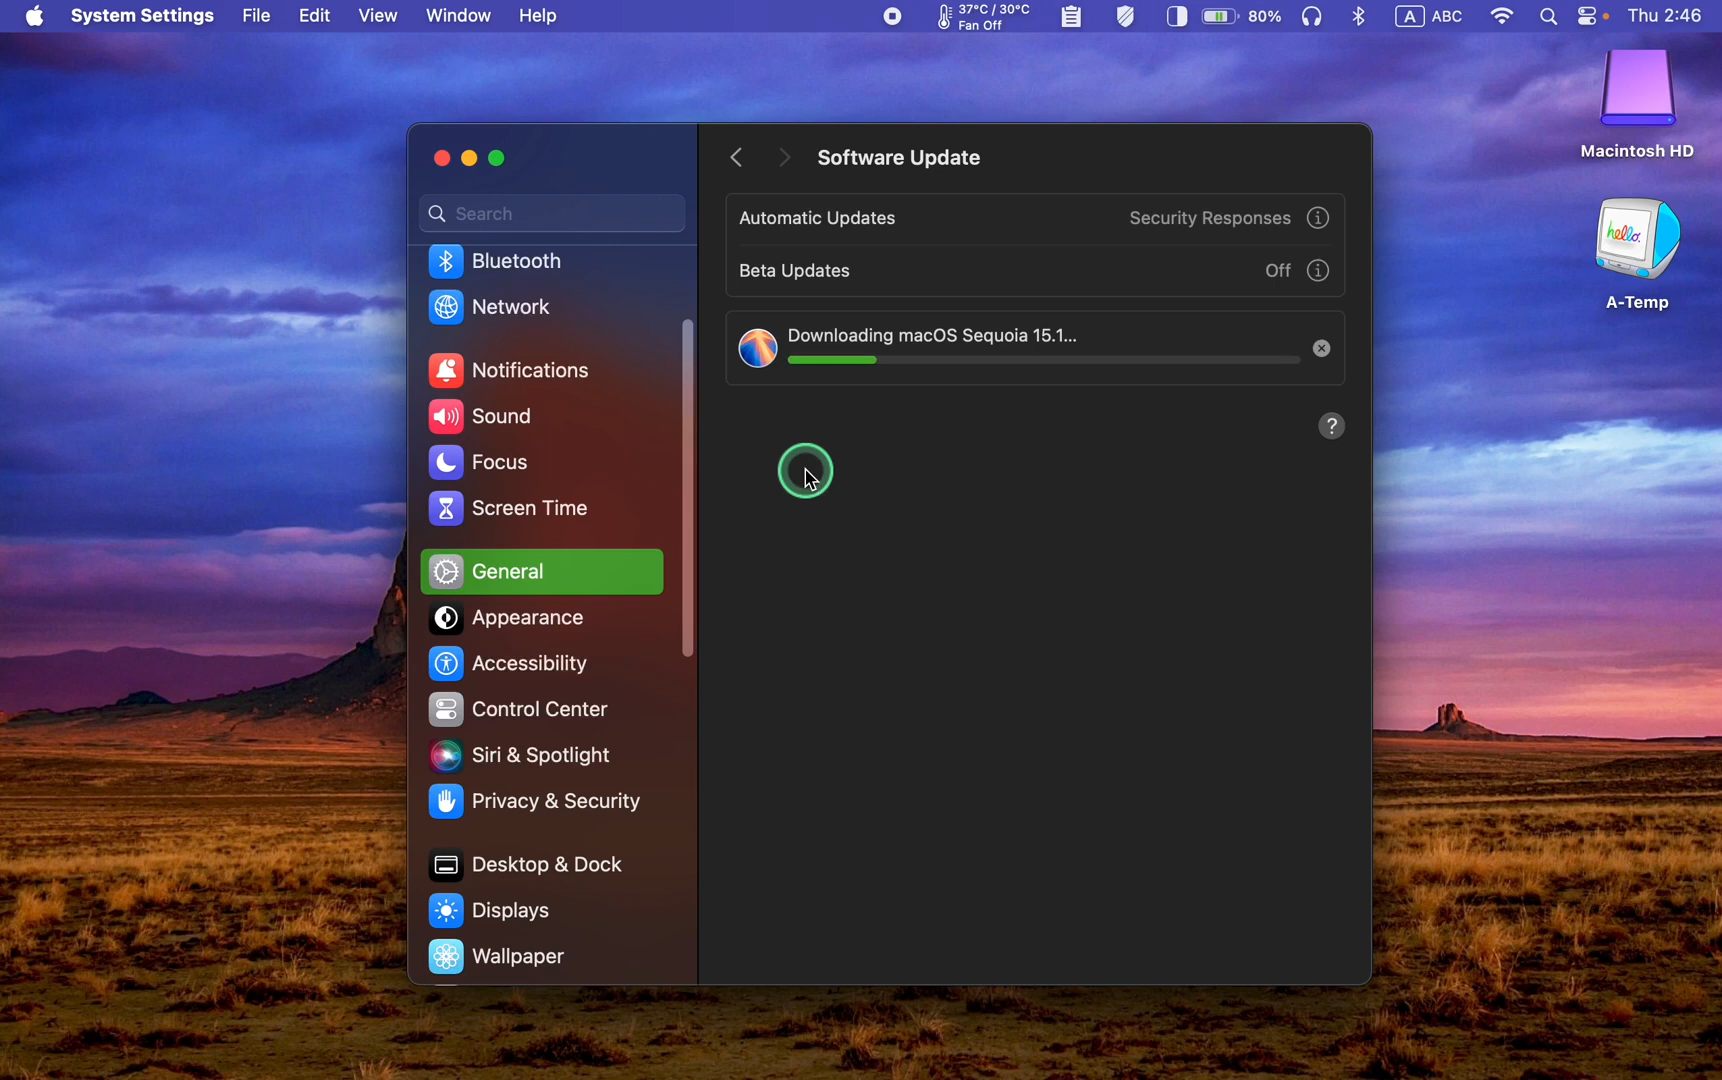 System Settings File Edit View Window Help 37°C / 30°C Fan Off 80% A ABC Thu 2:46
Macintosh HD
hello.
A-Temp
Search
Bluetooth
Network
Notifications
Sound
Focus
Screen Time
General
Appearance
Accessibility
Control Center
Siri & Spotlight
Privacy & Security
Desktop & Dock
Displays
Wallpaper
Software Update
Automatic Updates Security Responses
Beta Updates Off
Downloading macOS Sequoia 15.1...
?